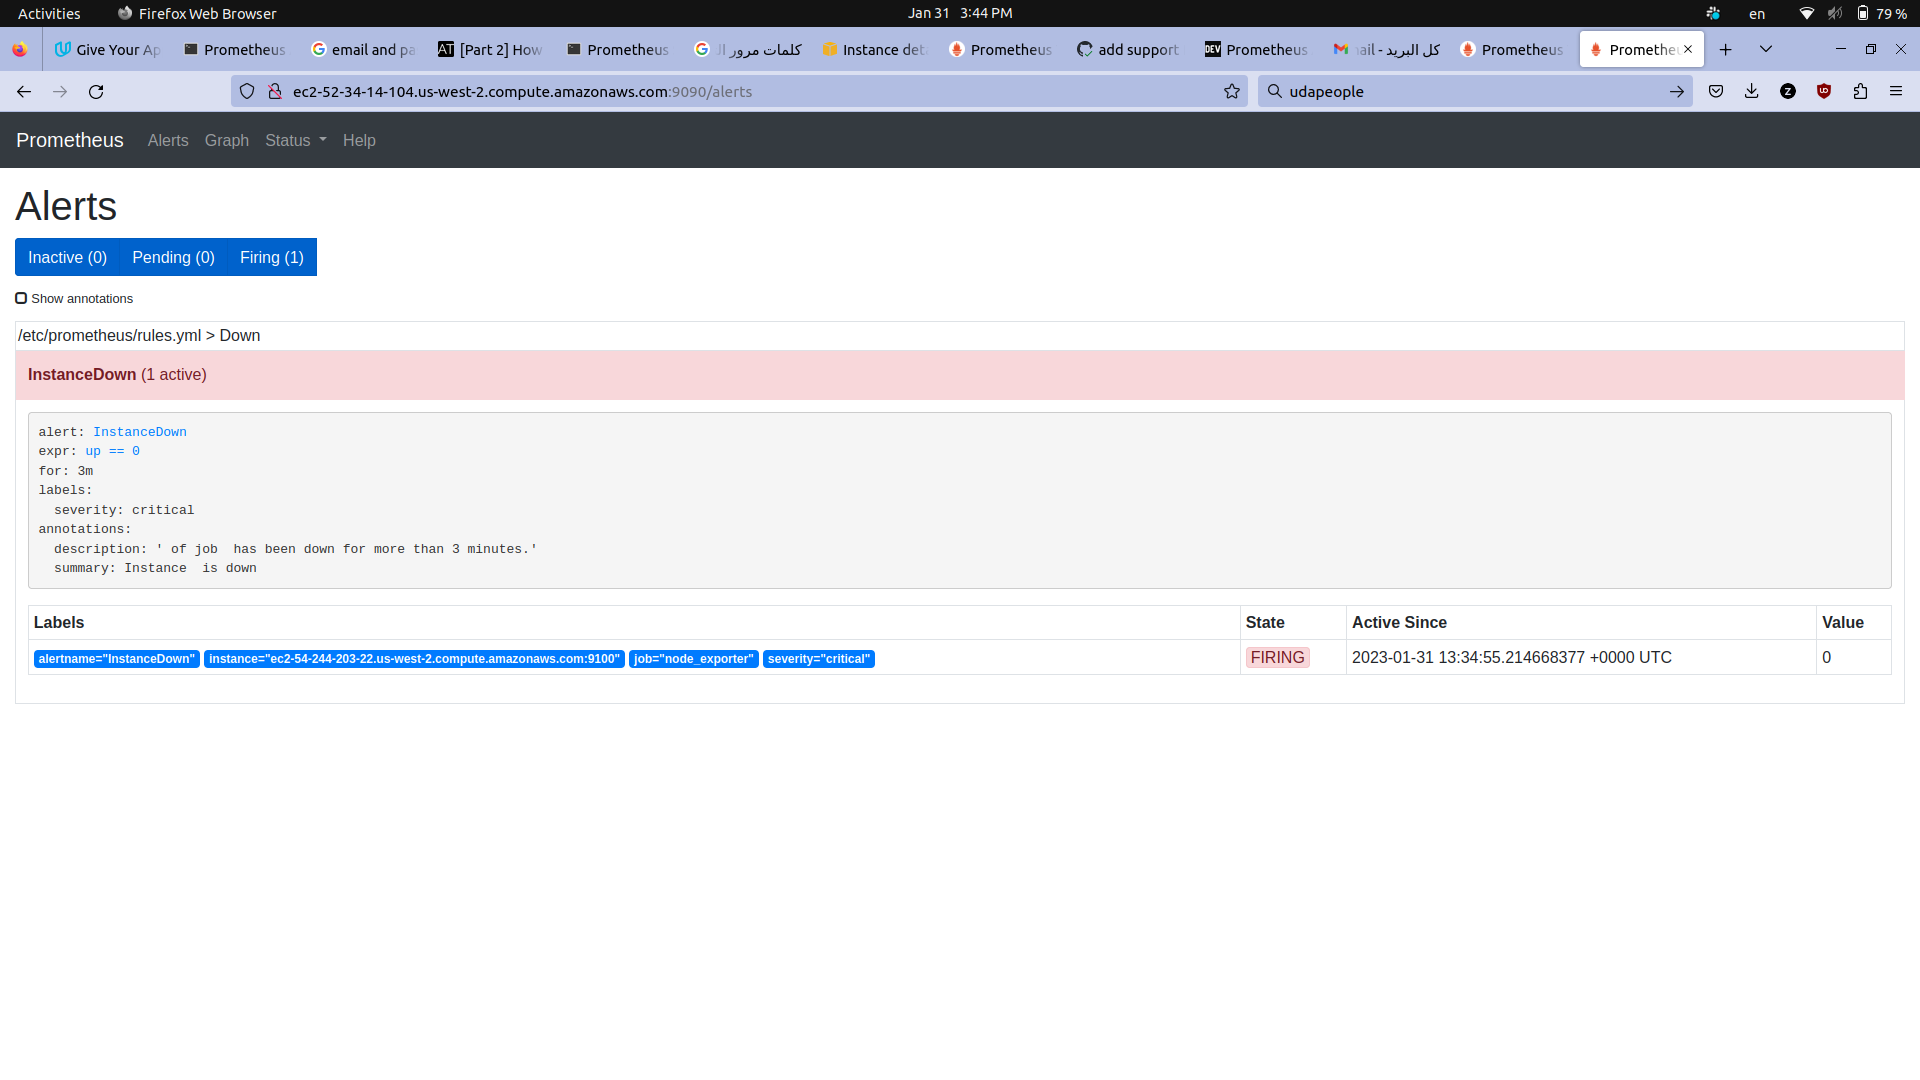 Activities Firefox Web Browser Jan 31 3:44 PM en 79 %
Give Your Ap Prometheus email and pa [Part 2] How Prometheus كلمات مرور ال Instance deta Prometheus add support Prometheus كل البريد - ail Prometheus Prometheu
ec2-52-34-14-104.us-west-2.compute.amazonaws.com:9090/alerts udapeople
Prometheus Alerts Graph Status Help
Alerts
Inactive (0) Pending (0) Firing (1)
Show annotations
/etc/prometheus/rules.yml > Down
InstanceDown (1 active)
alert: InstanceDown
expr: up == 0
for: 3m
labels:
  severity: critical
annotations:
  description: ' of job  has been down for more than 3 minutes.'
  summary: Instance  is down
Labels State Active Since Value
alertname="InstanceDown" instance="ec2-54-244-203-22.us-west-2.compute.amazonaws.com:9100" job="node_exporter" severity="critical" FIRING 2023-01-31 13:34:55.214668377 +0000 UTC 0